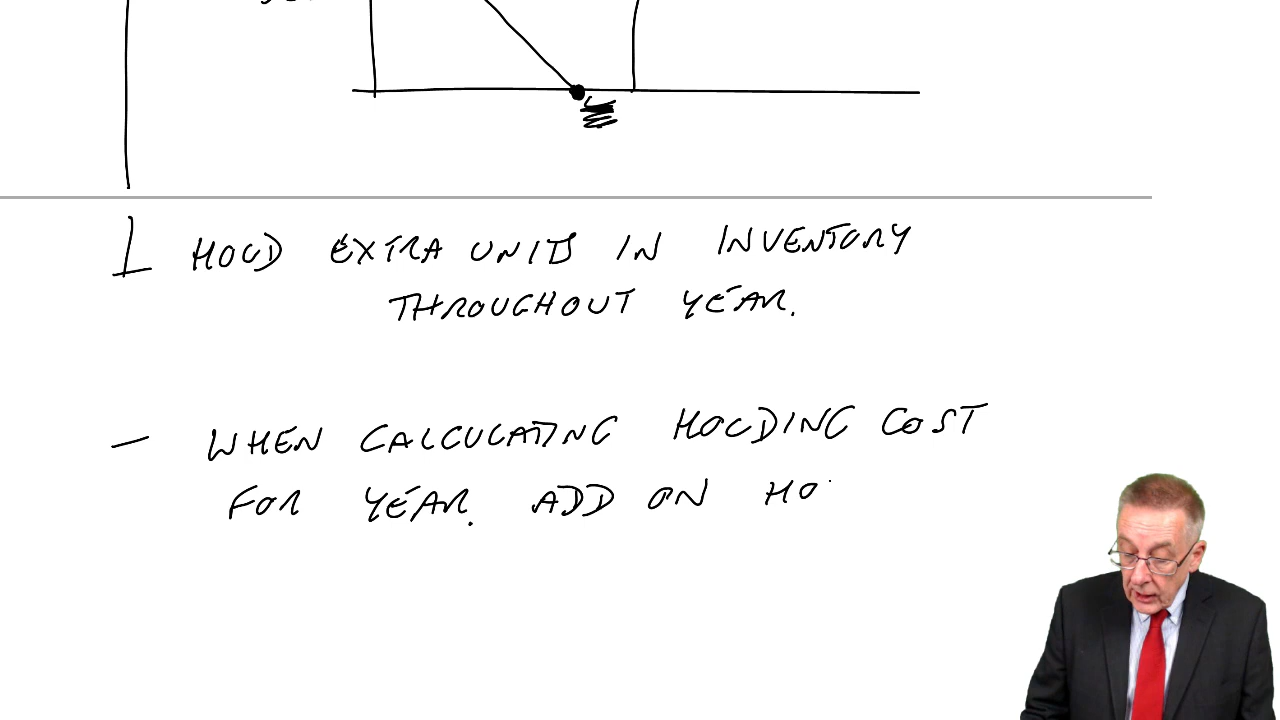 HOLD EXTRA UNITS IN INVENTORY
THROUGHOUT YEAR.
— WHEN CALCULATING HOLDING COST
FOR YEAR. ADD ON HO